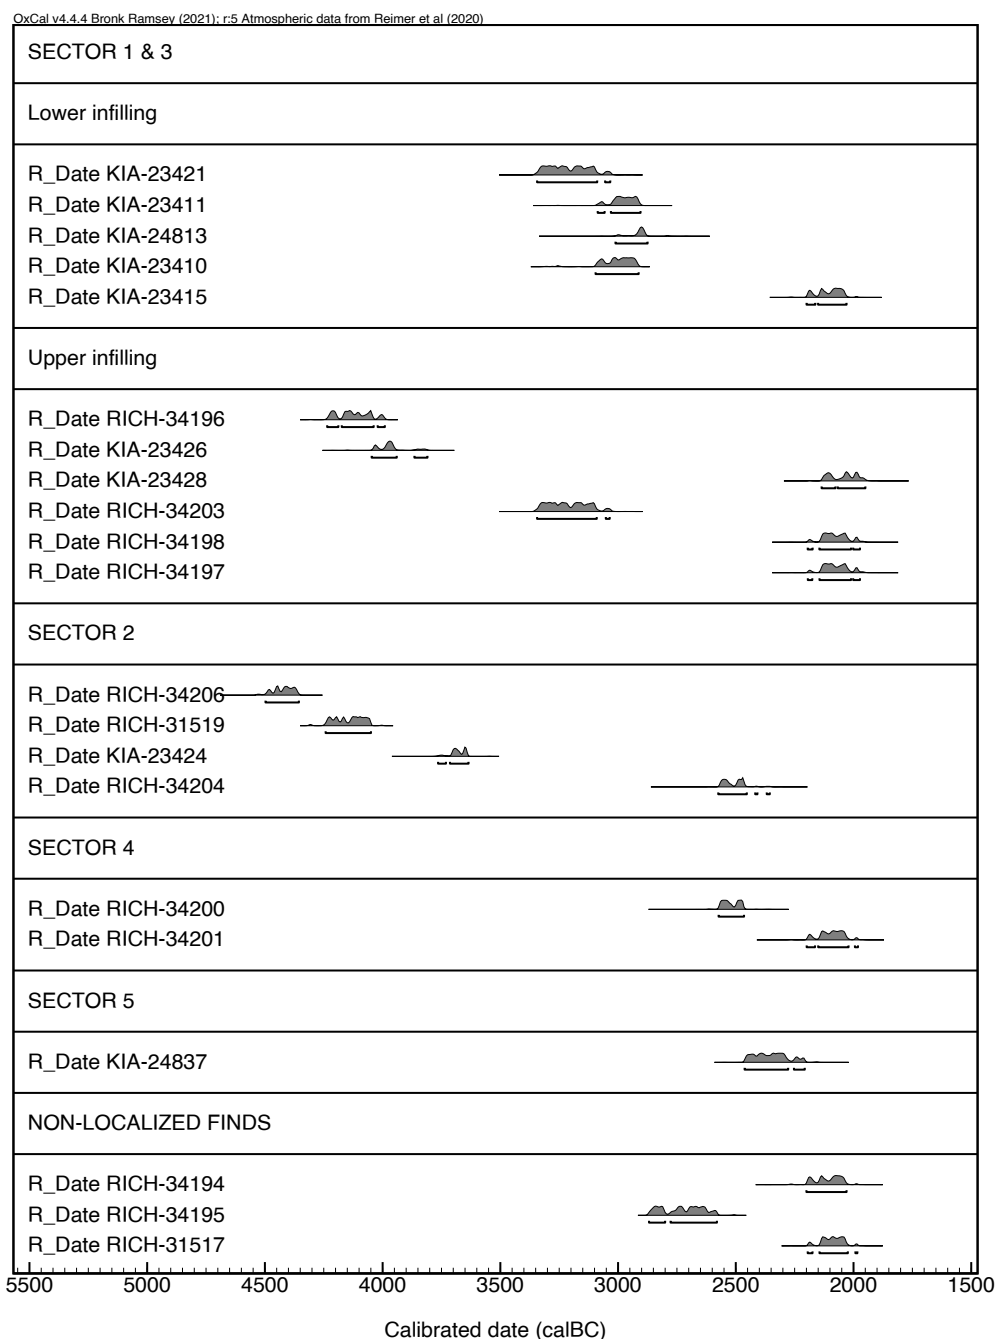 OxCal v4.4.4 Bronk Ramsey (2021); r:5 Atmospheric data from Reimer et al (2020)
SECTOR 1 & 3
Lower infilling
R_Date KIA-23421
R_Date KIA-23411
R_Date KIA-24813
R_Date KIA-23410
R_Date KIA-23415
Upper infilling
R_Date RICH-34196
R_Date KIA-23426
R_Date KIA-23428
R_Date RICH-34203
R_Date RICH-34198
R_Date RICH-34197
SECTOR 2
R_Date RICH-34206
R_Date RICH-31519
R_Date KIA-23424
R_Date RICH-34204
SECTOR 4
R_Date RICH-34200
R_Date RICH-34201
SECTOR 5
R_Date KIA-24837
NON-LOCALIZED FINDS
R_Date RICH-34194
R_Date RICH-34195
R_Date RICH-31517
5500 5000 4500 4000 3500 3000 2500 2000 1500
Calibrated date (calBC)